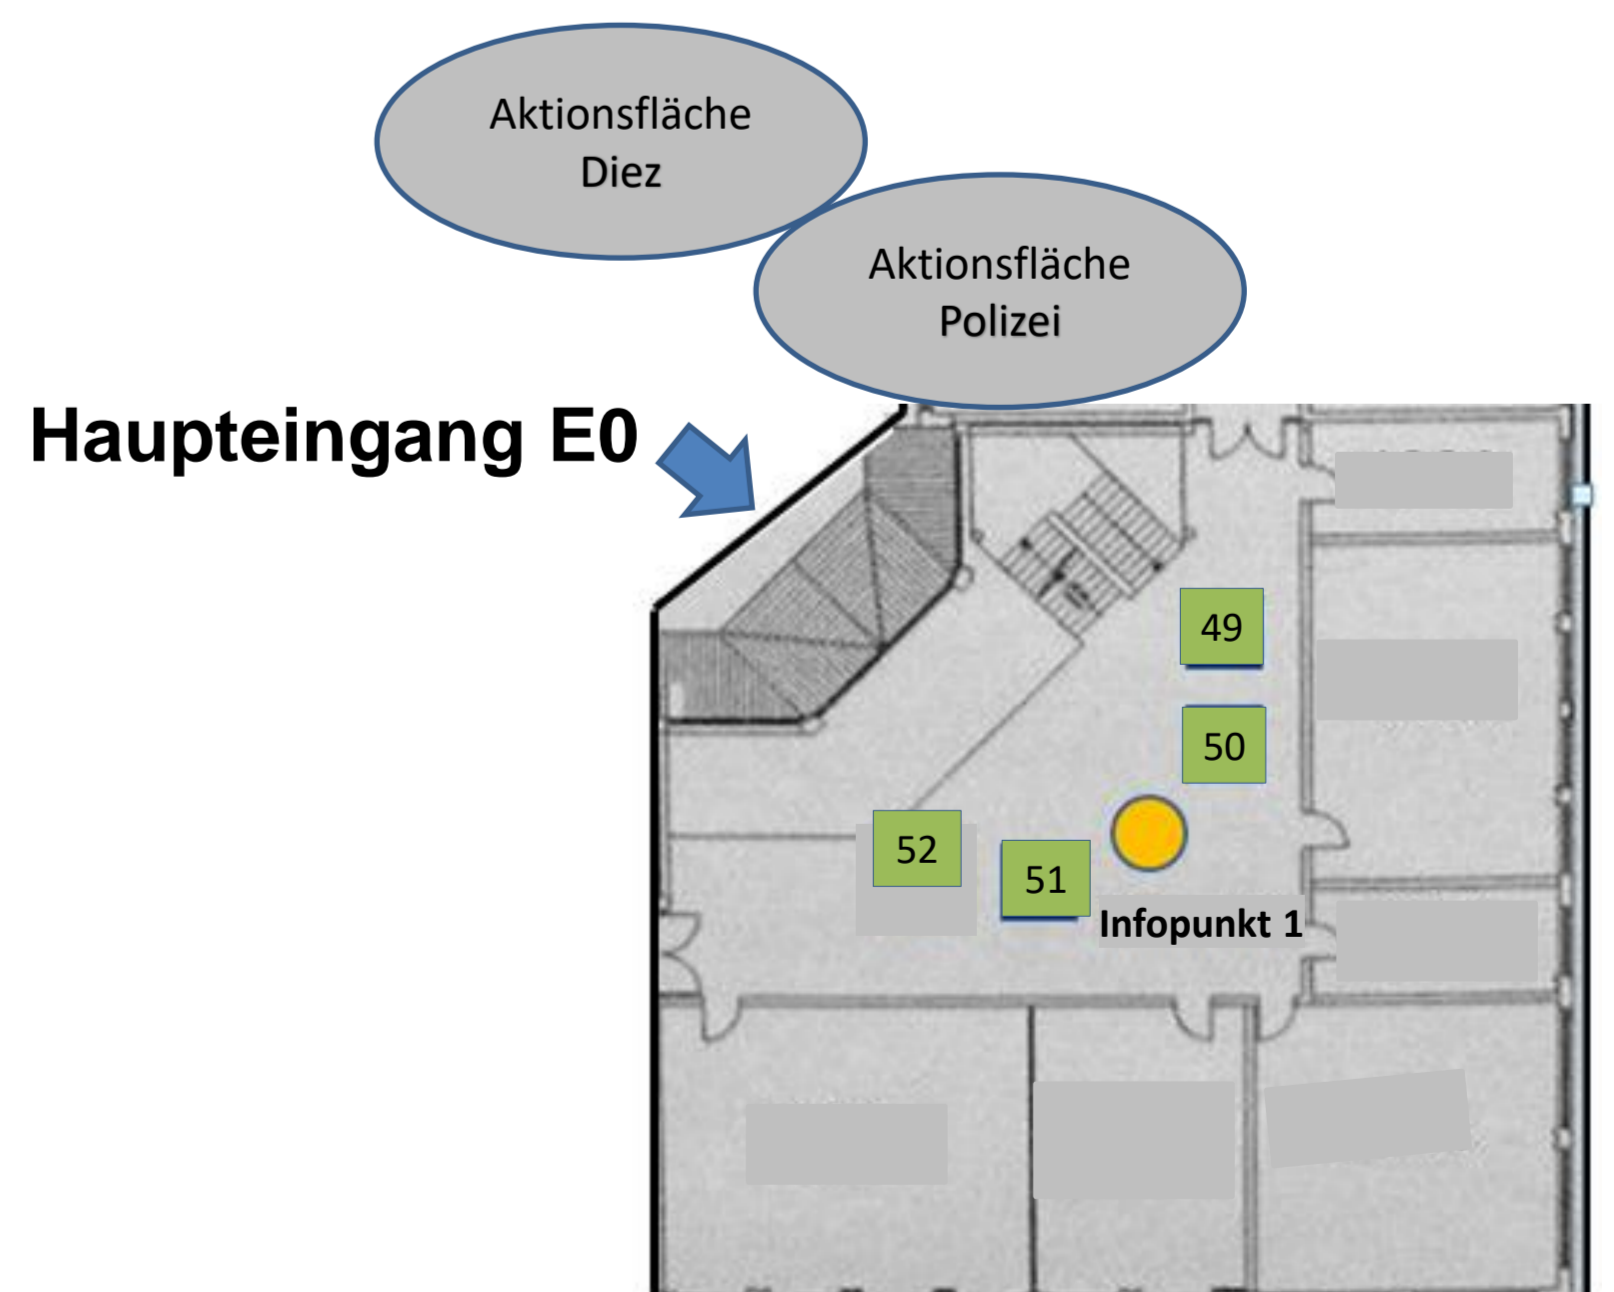 Aktionsfläche
Diez
Aktionsfläche
Polizei
Haupteingang E0
49
50
52
51
Infopunkt 1